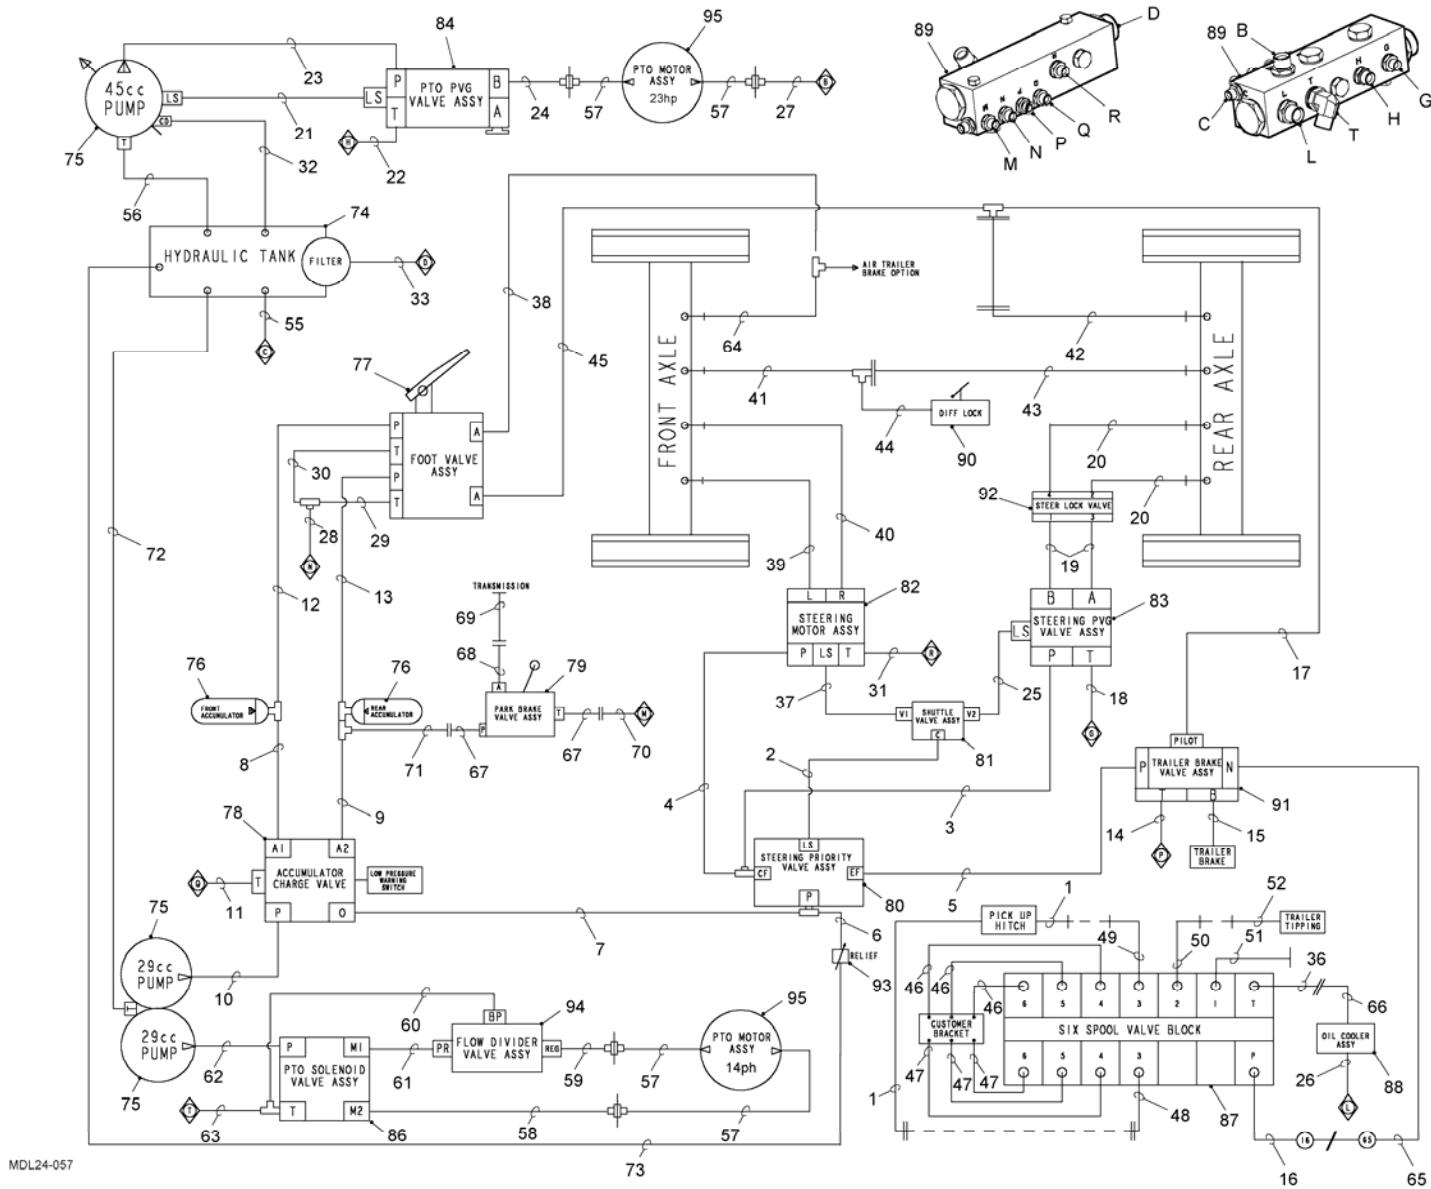 84
95
89
D
B
89
45cc
PUMP
LS
CD
T
75
23
21
32
P
T
LS
PTO PVG
VALVE ASSY
B
A
24
57
PTO MOTOR
ASSY
23hp
57
27
B
H
22
R
Q
P
N
M
C
L
T
H
G
56
74
HYDRAULIC TANK
FILTER
33
D
55
C
38
45
AIR TRAILER
BRAKE OPTION
64
42
FRONT AXLE
REAR AXLE
41
43
44
DIFF LOCK
90
77
P
T
P
T
FOOT VALVE
ASSY
A
A
30
28
29
N
72
12
13
20
92
STEER LOCK VALVE
1
3
20
39
40
19
TRANSMISSION
69
68
82
L
R
STEERING
MOTOR ASSY
P
LS
T
31
R
37
B
A
83
LS
STEERING PVG
VALVE ASSY
P
T
25
18
G
17
76
FRONT
ACCUMULATOR
76
REAR
ACCUMULATOR
A
79
PARK BRAKE
VALVE ASSY
P
T
67
70
M
71
67
V1
SHUTTLE
VALVE ASSY
V2
C
81
8
9
2
4
3
PILOT
P
TRAILER BRAKE
VALVE ASSY
N
T
B
91
14
15
P
TRAILER
BRAKE
78
A1
A2
ACCUMULATOR
CHARGE VALVE
T
P
O
LOW PRESSURE
WARNING
SWITCH
Q
11
LS
STEERING PRIORITY
VALVE ASSY
CF
EF
P
80
5
7
6
RELIEF
93
75
29cc
PUMP
10
29cc
PUMP
75
62
60
94
BP
PR
FLOW DIVIDER
VALVE ASSY
REG
P
M1
PTO SOLENOID
VALVE ASSY
T
M2
86
61
59
57
95
PTO MOTOR
ASSY
14ph
T
63
58
57
73
1
PICK UP
HITCH
49
50
51
52
TRAILER
TIPPING
36
46
46
46
6
5
4
3
2
1
T
SIX SPOOL VALVE BLOCK
6
5
4
3
P
CUSTOMER
BRACKET
47
47
47
1
48
87
66
OIL COOLER
ASSY
26
88
L
16
16
65
65
MDL24-057